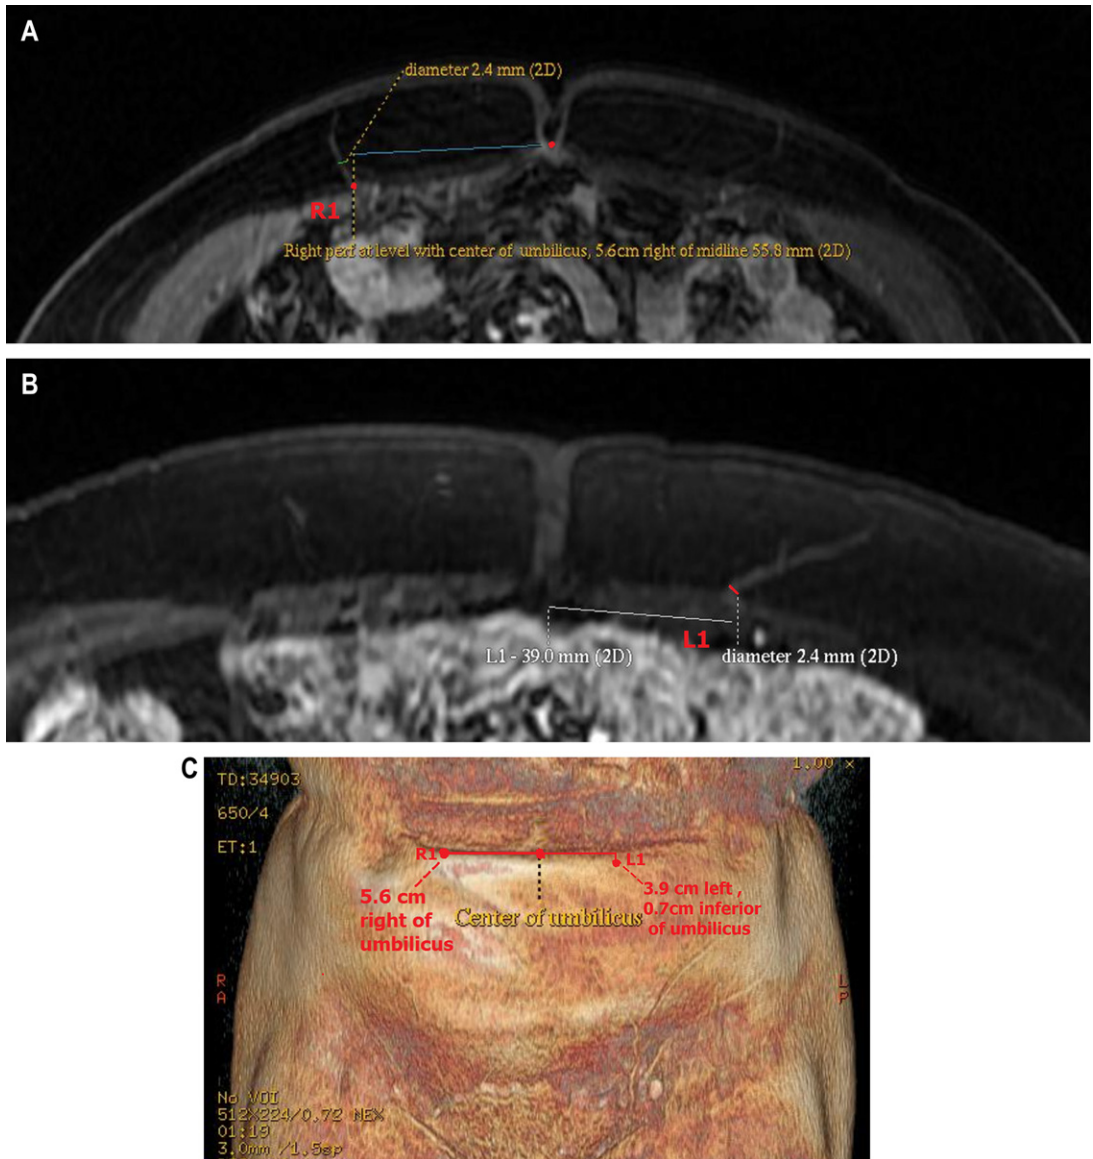 A
diameter 2.4 mm (2D)
R1
Right perf at level with center of umbilicus, 5.6cm right of midline 55.8 mm (2D)
B
L1
L1 - 39.0 mm (2D)
diameter 2.4 mm (2D)
C
1.00 x
TD:34903
650/4
ET:1
R1
L1
5.6 cm
right of
umbilicus
Center of umbilicus
3.9 cm left ,
0.7cm inferior
of umbilicus
R
A
L
P
No VOI
512X224/0.72 NEX
01:19
3.0mm /1.5sp